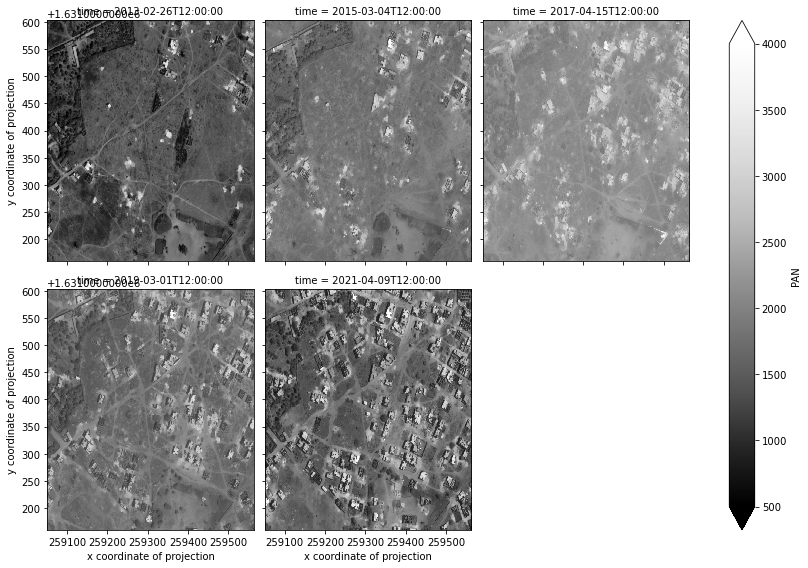 time = 2013-02-26T12:00:00
time = 2015-03-04T12:00:00
time = 2017-04-15T12:00:00
+1.6310000000e6
600
550
500
450
400
350
300
250
200
y coordinate of projection
4000
3500
3000
2500
2000
1500
1000
500
PAN
time = 2019-03-01T12:00:00
time = 2021-04-09T12:00:00
+1.6310000000e6
600
550
500
450
400
350
300
250
200
y coordinate of projection
259100 259200 259300 259400 259500
259100 259200 259300 259400 259500
x coordinate of projection
x coordinate of projection